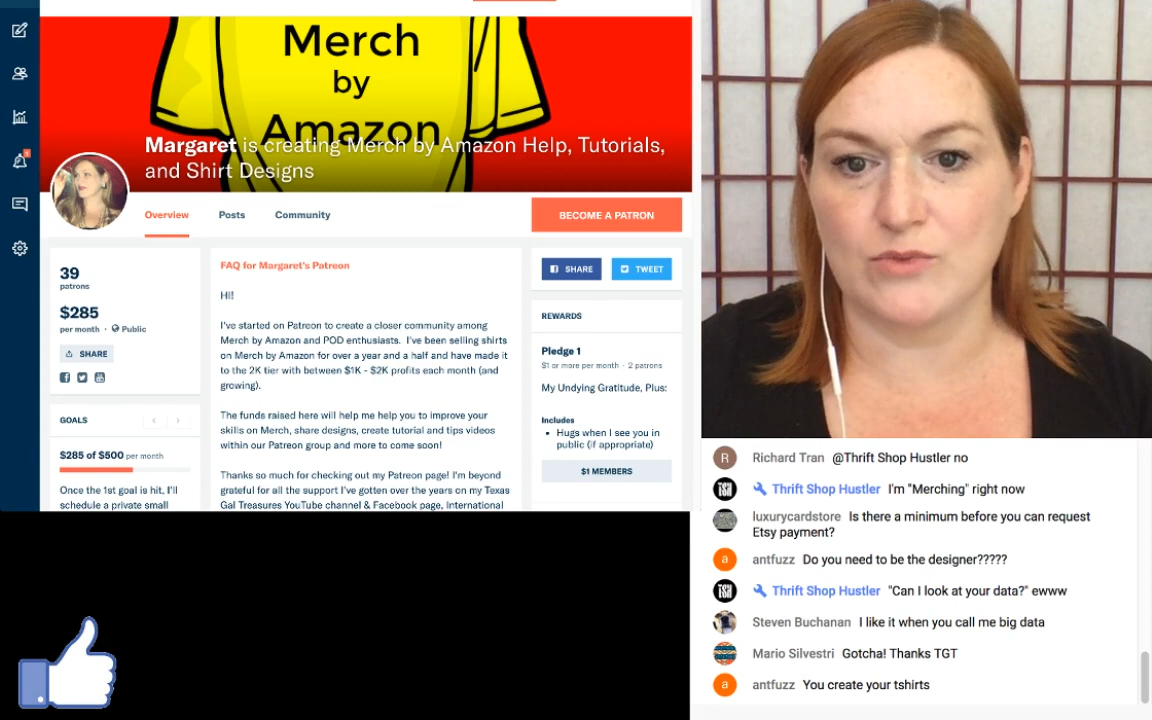 Merch
by
Amazon
Margaret is creating Merch by Amazon Help, Tutorials,
and Shirt Designs
Overview
Posts
Community
BECOME A PATRON
39
patrons
$285
per month · Public
SHARE
GOALS
$285 of $500 per month
Once the 1st goal is hit, I'll
schedule a private small
FAQ for Margaret's Patreon
Hi!
I've started on Patreon to create a closer community among
Merch by Amazon and POD enthusiasts. I've been selling shirts
on Merch by Amazon for over a year and a half and have made it
to the 2K tier with between $1K - $2K profits each month (and
growing).
The funds raised here will help me help you to improve your
skills on Merch, share designs, create tutorial and tips videos
within our Patreon group and more to come soon!
Thanks so much for checking out my Patreon page! I'm beyond
grateful for all the support I've gotten over the years on my Texas
Gal Treasures YouTube channel & Facebook page, International
SHARE
TWEET
REWARDS
Pledge 1
$1 or more per month · 2 patrons
My Undying Gratitude, Plus:
Includes
• Hugs when I see you in
public (if appropriate)
$1 MEMBERS
R Richard Tran @Thrift Shop Hustler no
TSH Thrift Shop Hustler I'm "Merching" right now
luxurycardstore Is there a minimum before you can request
Etsy payment?
a antfuzz Do you need to be the designer?????
TSH Thrift Shop Hustler "Can I look at your data?" ewww
Steven Buchanan I like it when you call me big data
Mario Silvestri Gotcha! Thanks TGT
a antfuzz You create your tshirts